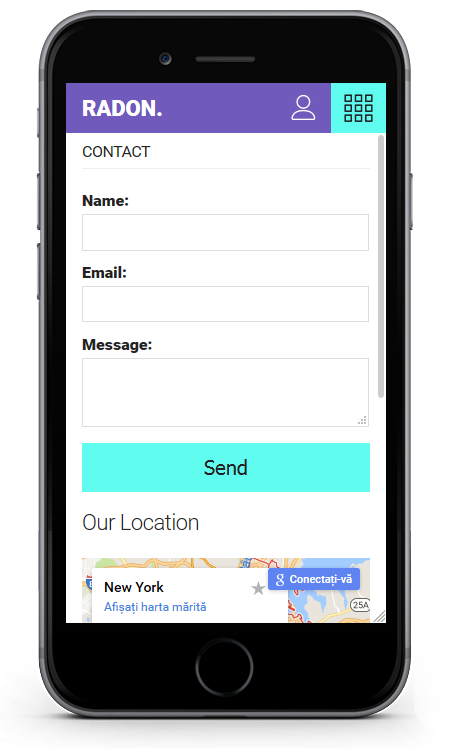 RADON.
CONTACT
Name:
Email:
Message:
Send
Our Location
New York
Afișați harta mărită
g Conectați-vă
25A